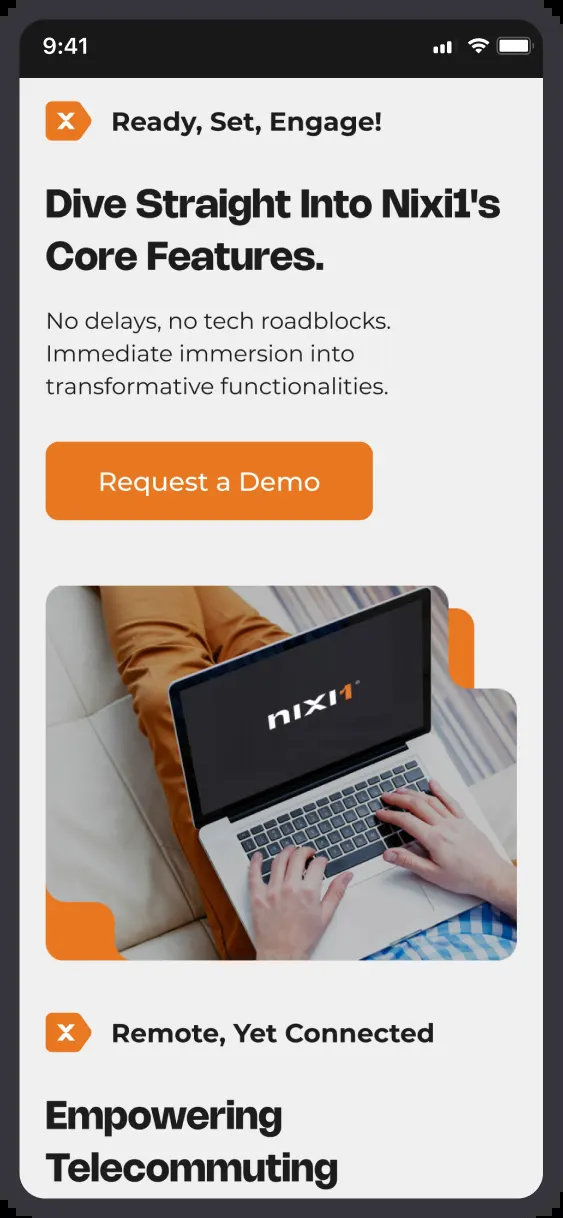 9:41
Ready, Set, Engage!
Dive Straight Into Nixi1's
Core Features.
No delays, no tech roadblocks.
Immediate immersion into
transformative functionalities.
Request a Demo
nixi1
Remote, Yet Connected
Empowering
Telecommuting